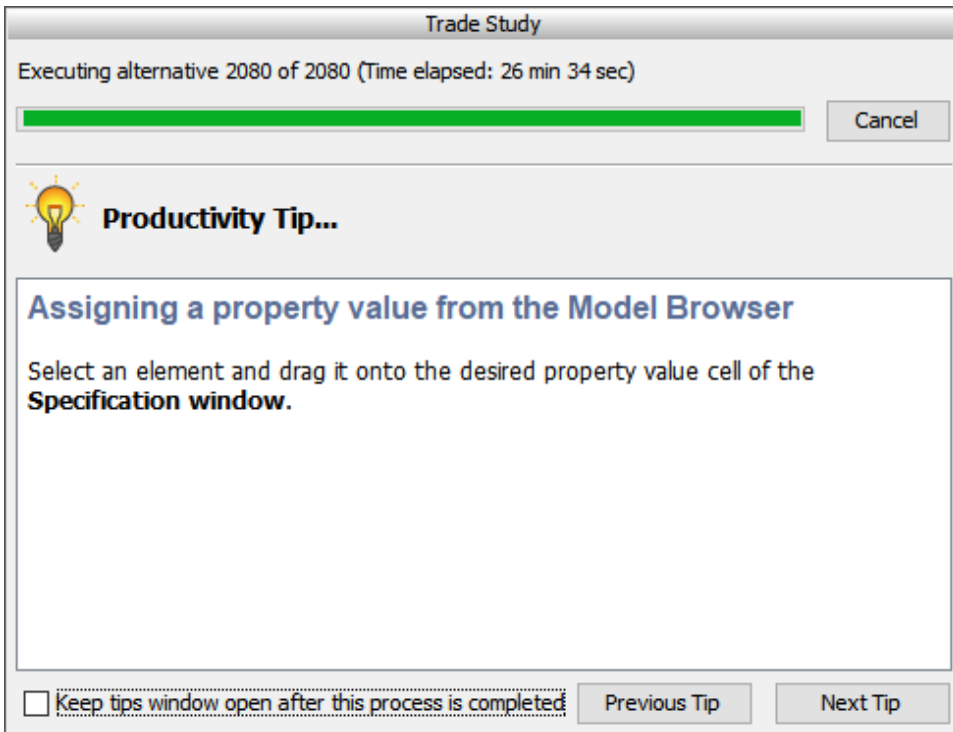 Trade Study
Executing alternative 2080 of 2080 (Time elapsed: 26 min 34 sec)
Cancel
Productivity Tip...
Assigning a property value from the Model Browser
Select an element and drag it onto the desired property value cell of the
Specification window.
Keep tips window open after this process is completed
Previous Tip
Next Tip